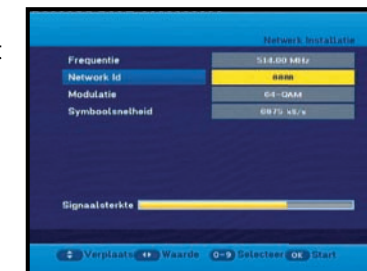 Netwerk Installatie
Frequentie 514.00 MHz
Network Id
Modulatie 64-QAM
Symboolsnelheid 6875 kS/s
Signaalsterkte
Verplaats Waarde 0-9 Selecteer OK Start